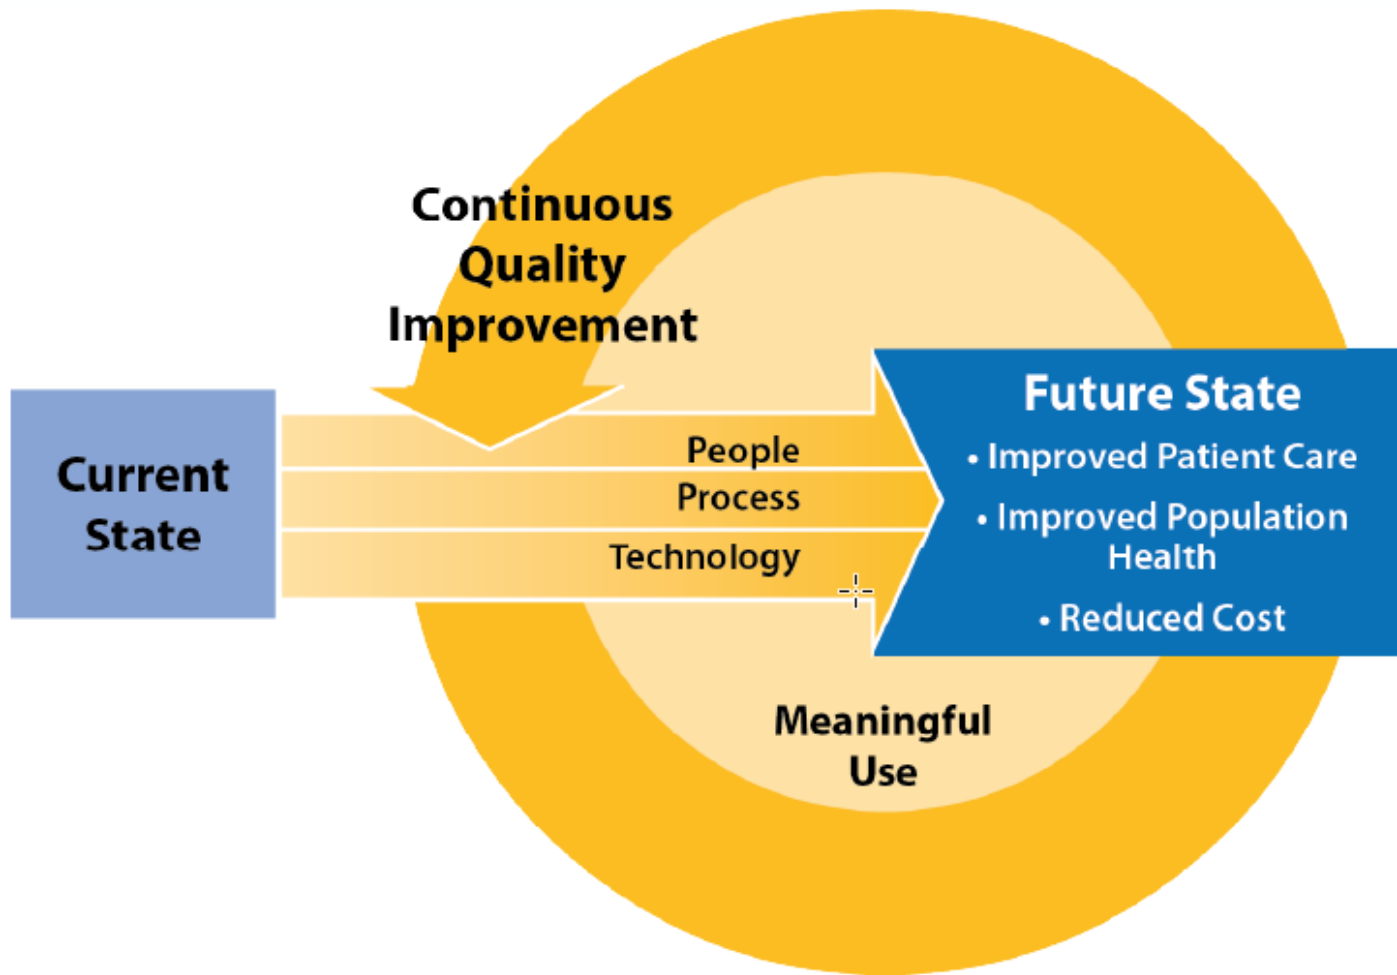 Continuous
Quality
Improvement
Current
State
People
Process
Technology
Future State
• Improved Patient Care
• Improved Population
Health
• Reduced Cost
Meaningful
Use